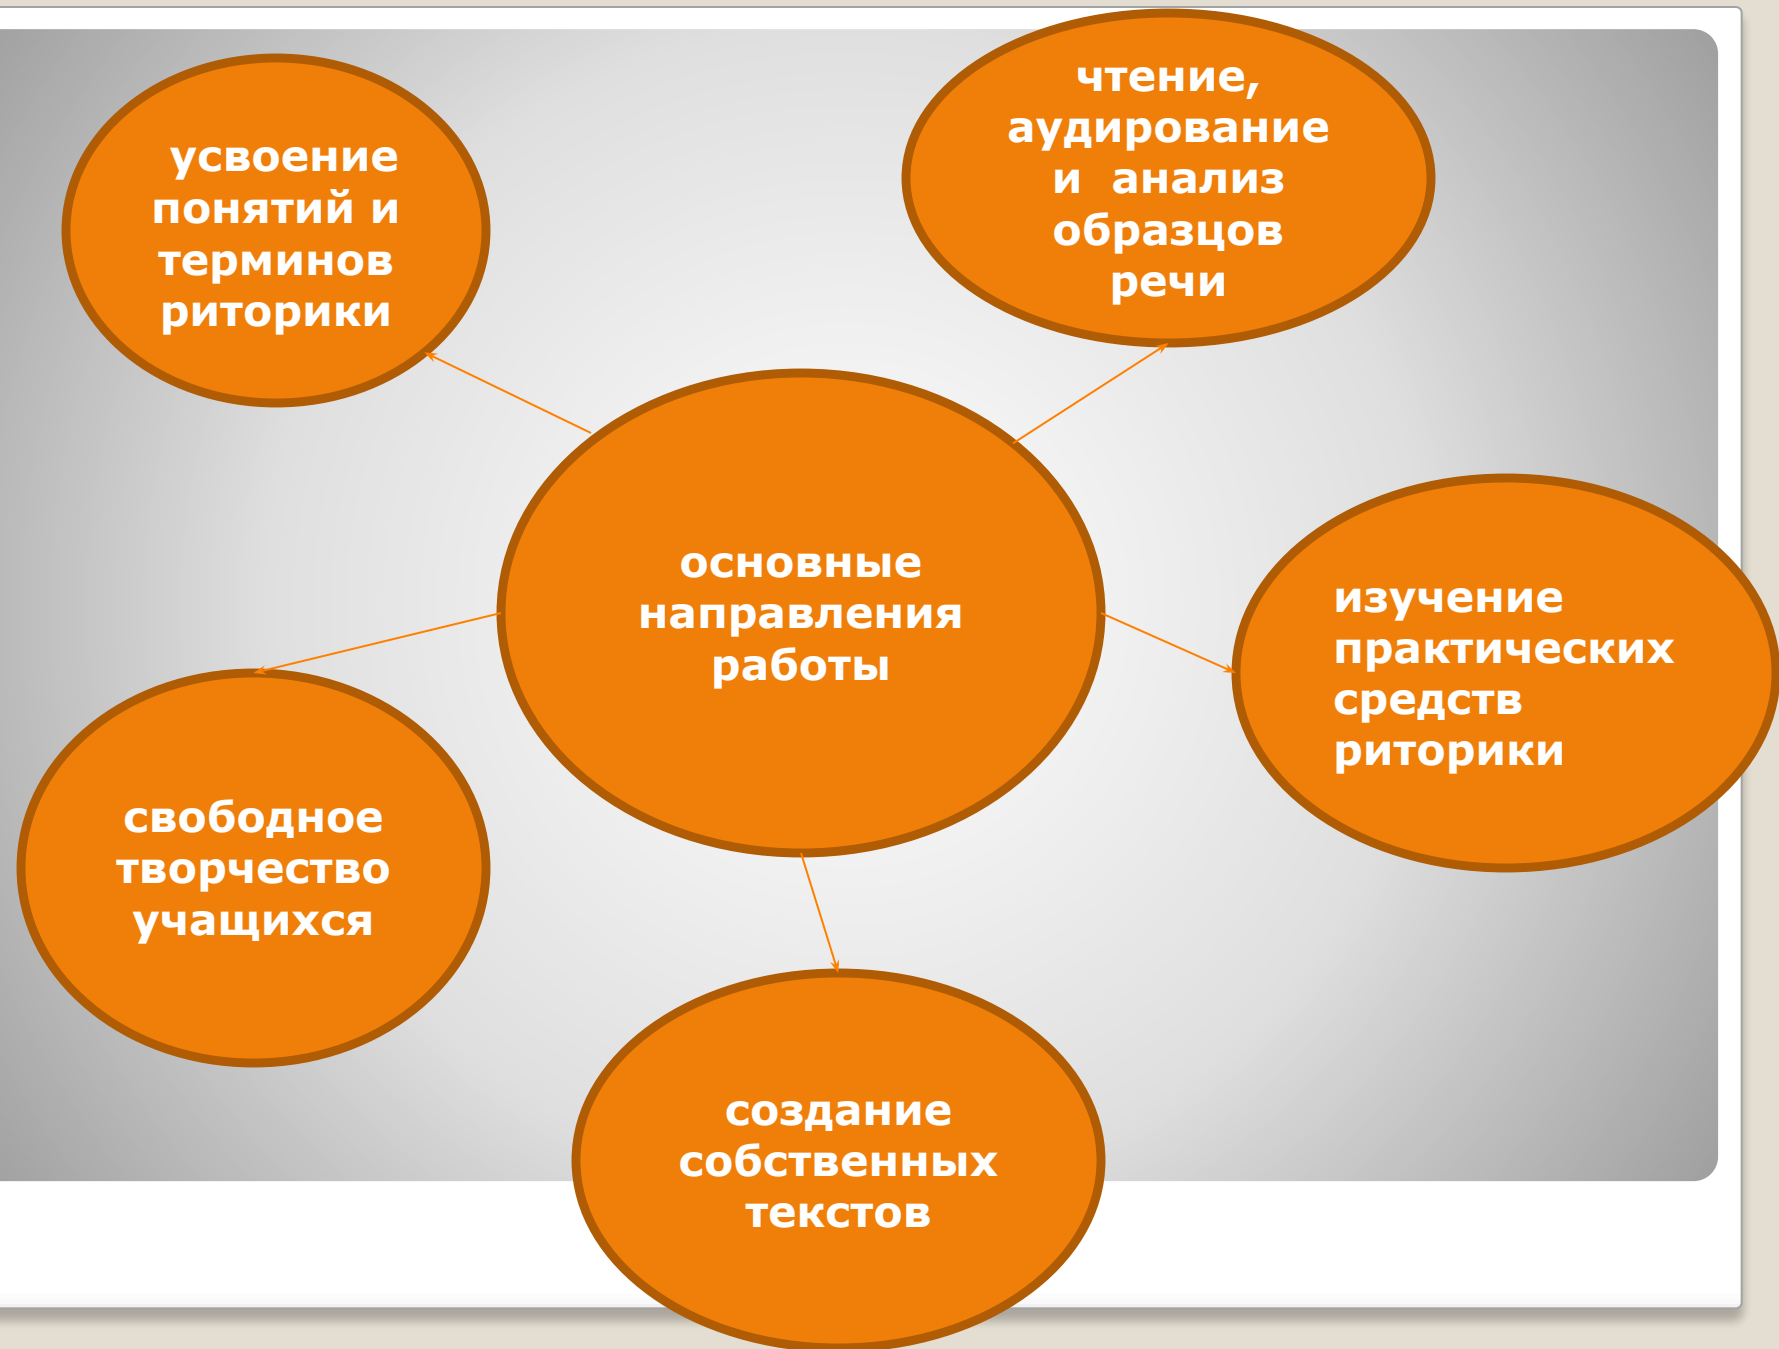 усвоение
понятий и
терминов
риторики
чтение,
аудирование
и анализ
образцов
речи
основные
направления
работы
изучение
практических
средств
риторики
свободное
творчество
учащихся
создание
собственных
текстов